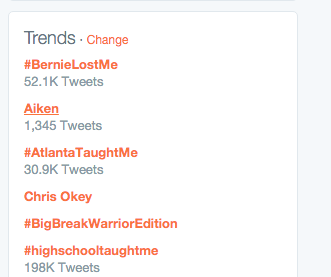 Trends · Change
#BernieLostMe
52.1K Tweets
Aiken
1,345 Tweets
#AtlantaTaughtMe
30.9K Tweets
Chris Okey
#BigBreakWarriorEdition
#highschooltaughtme
198K Tweets